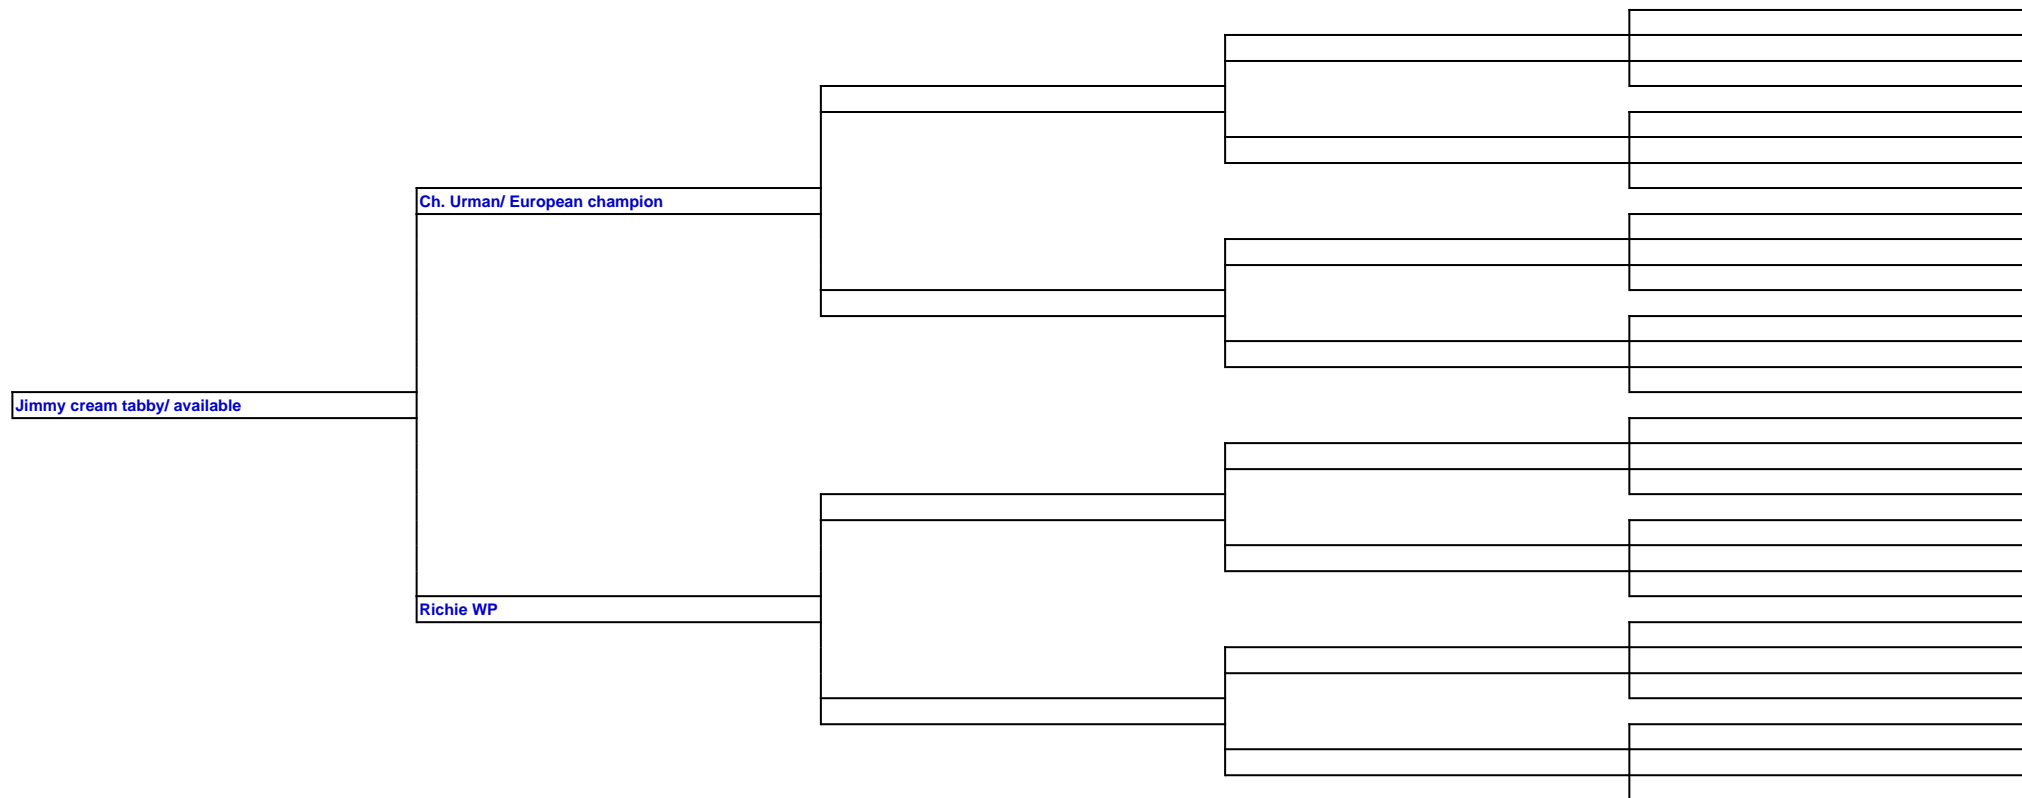 Ch. Urman/ European champion
Jimmy cream tabby/ available
Richie WP